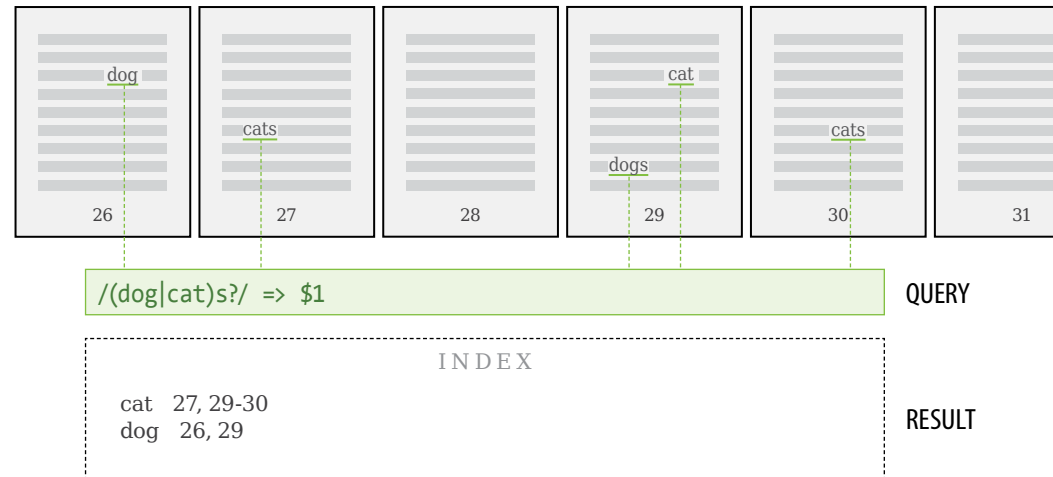 dog
cat
cats
cats
dogs
26 27 28 29 30 31
/(dog|cat)s?/ => $1 QUERY
INDEX
cat 27, 29-30
dog 26, 29
RESULT